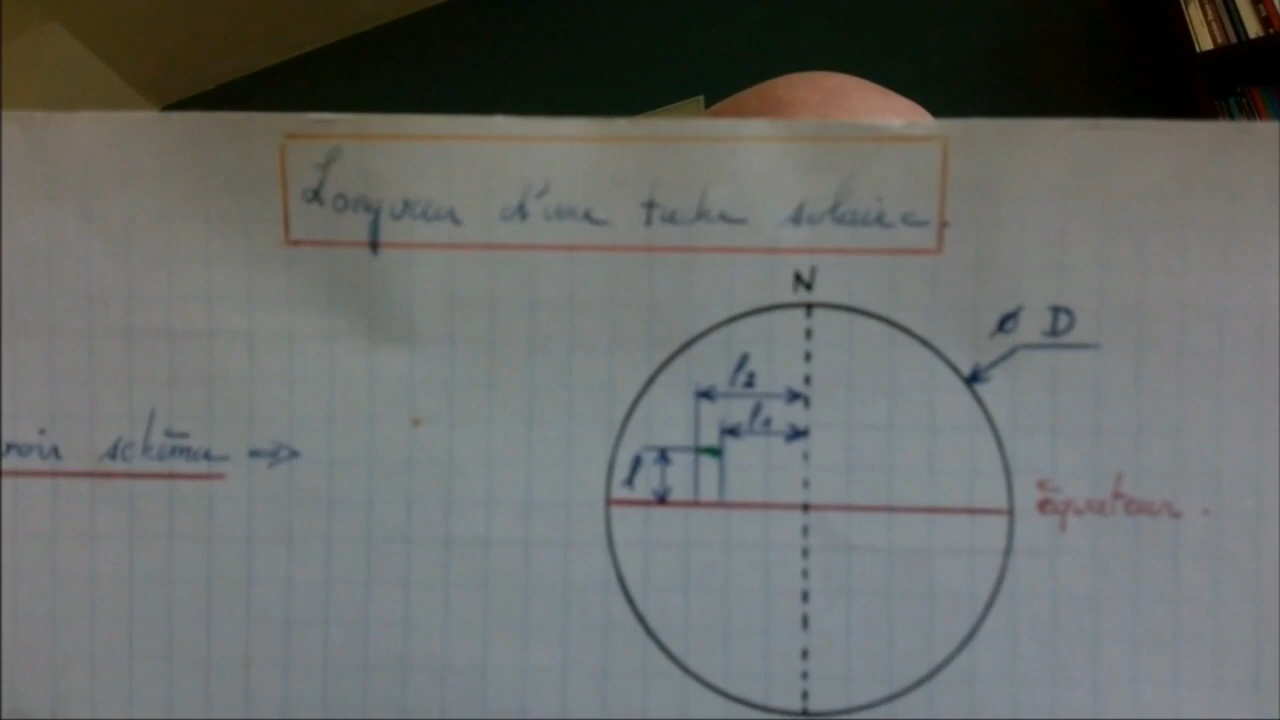 Longueur d'une tache solaire.
N
ø D
l2
l1
voir schéma ⇒
l
équateur.